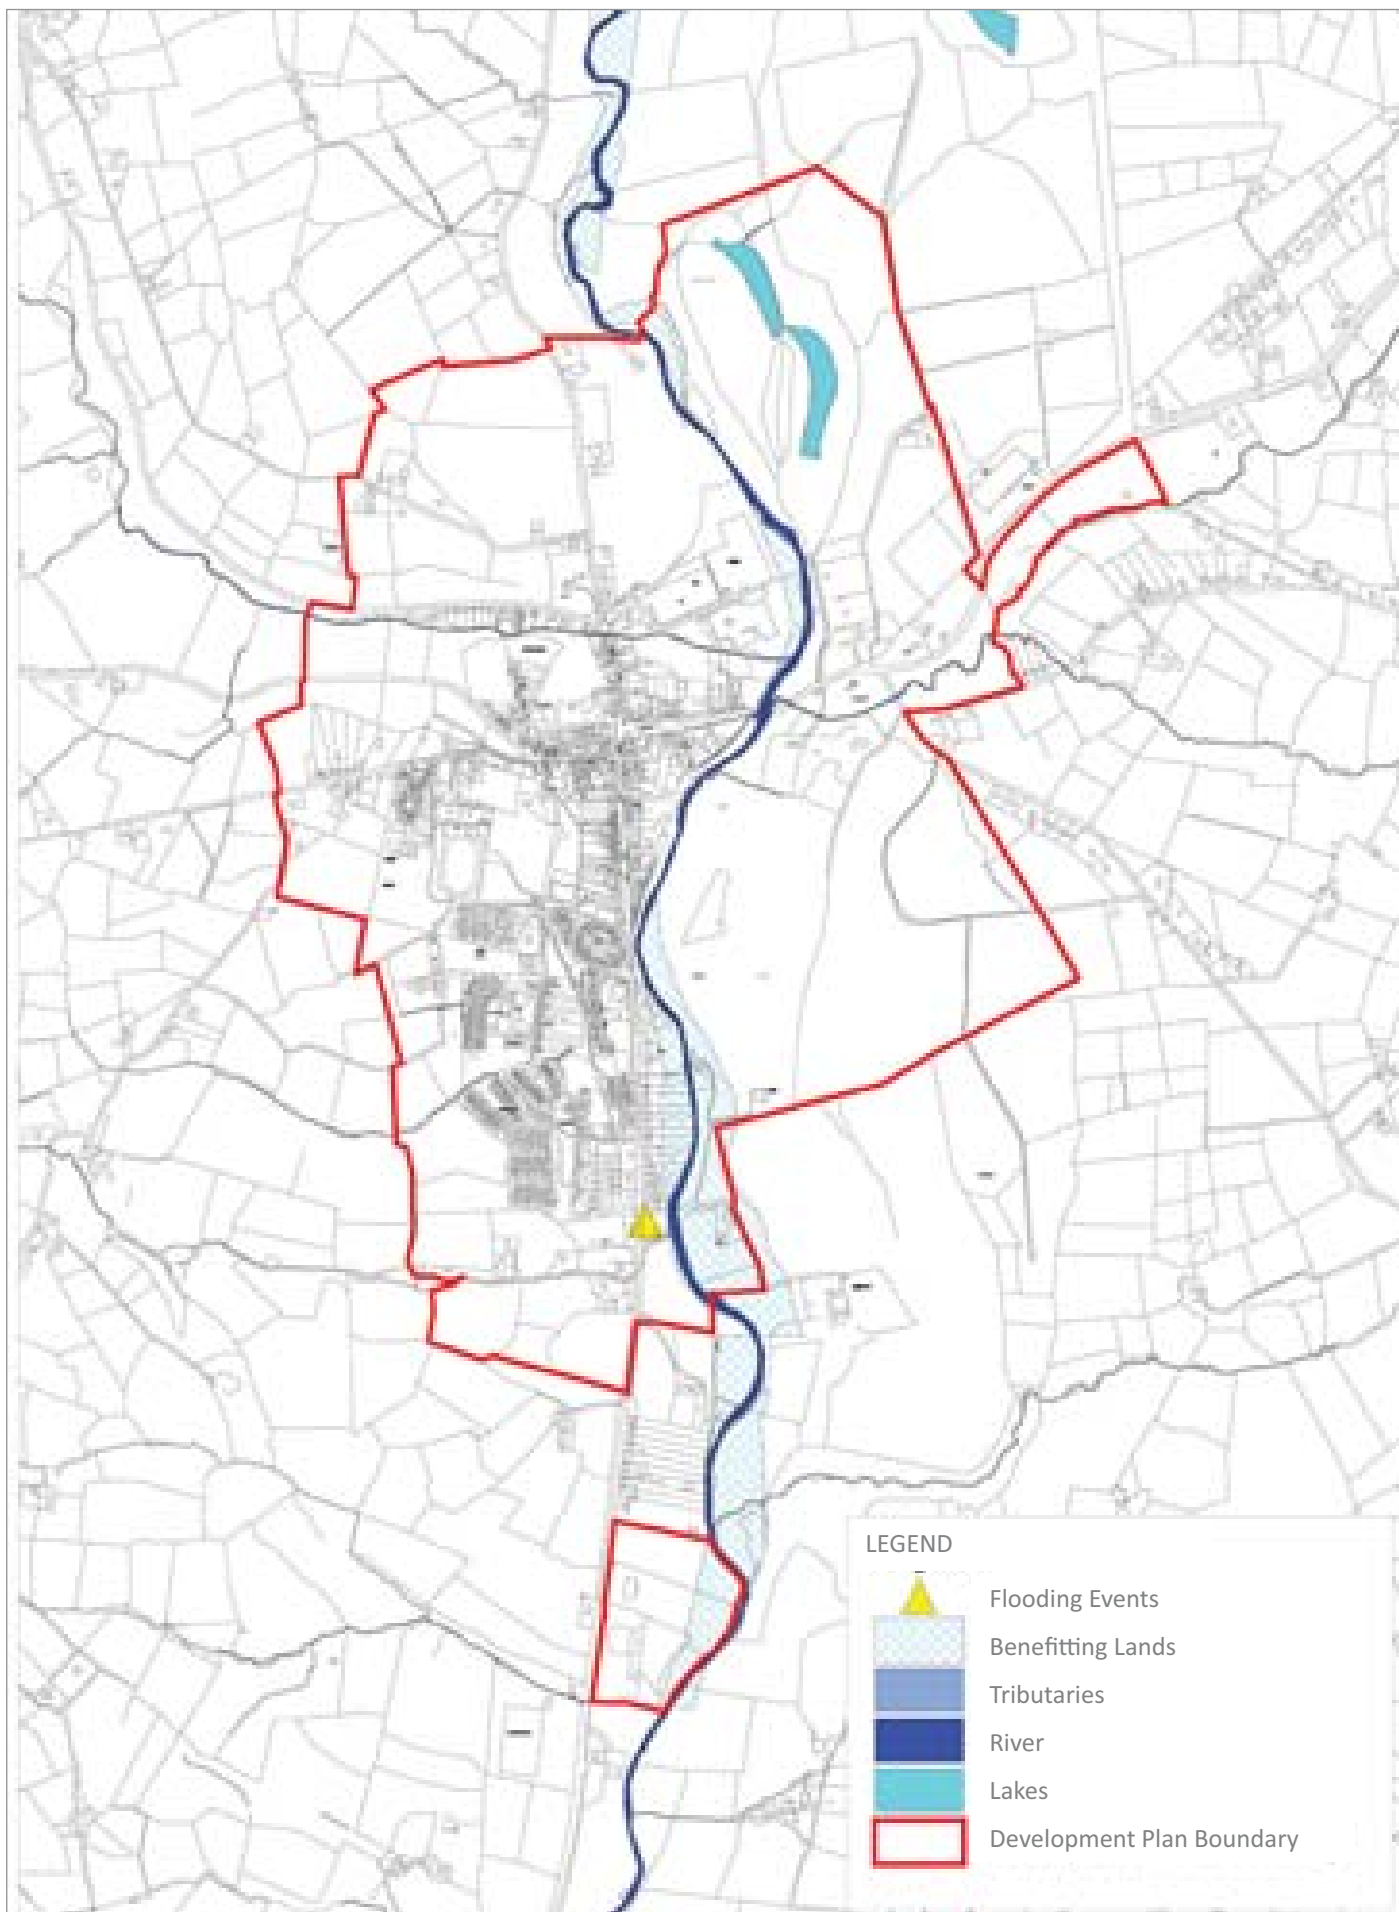 LEGEND
Flooding Events
Benefitting Lands
Tributaries
River
Lakes
Development Plan Boundary